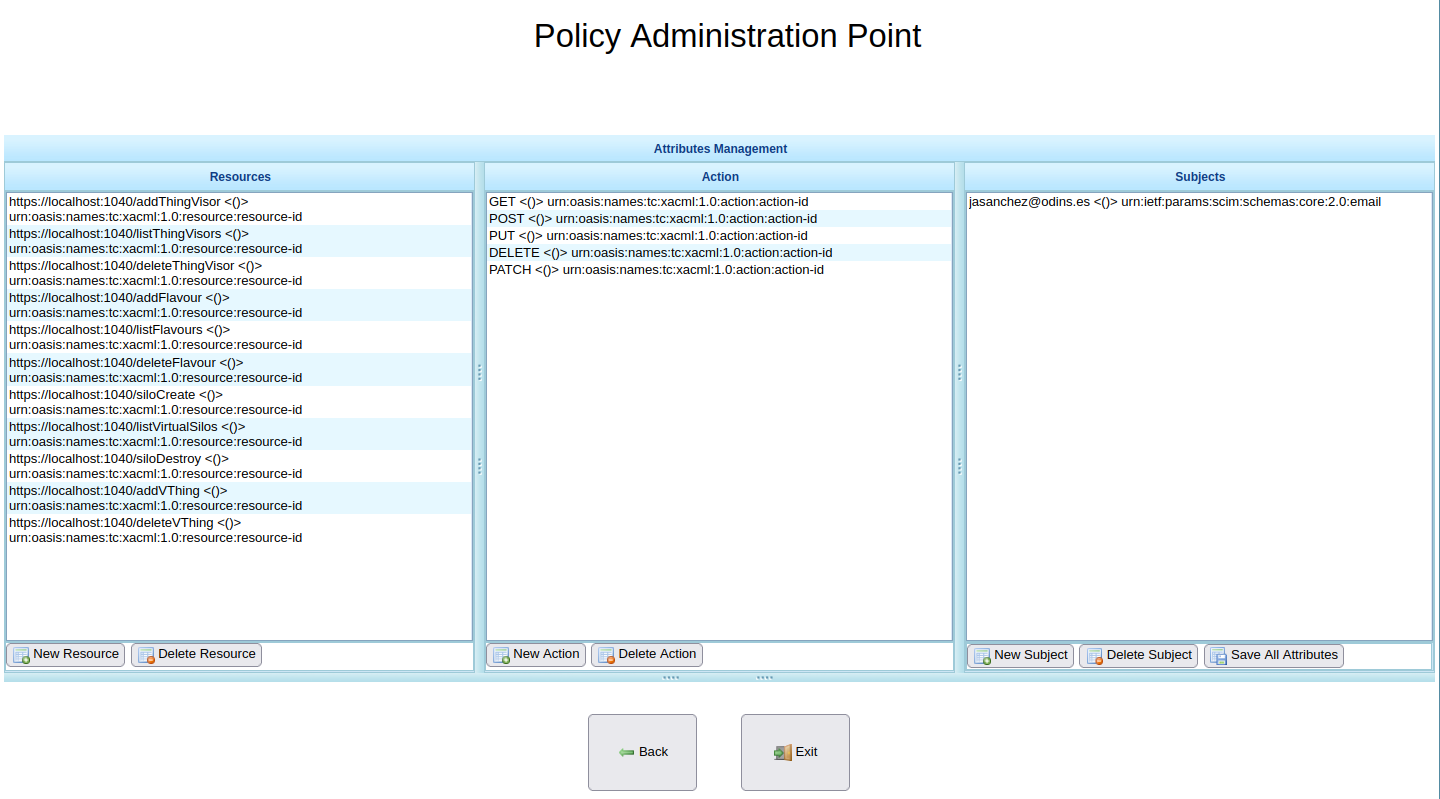 Policy Administration Point
Attributes Management
Resources
https://localhost:1040/addThingVisor <()>
urn:oasis:names:tc:xacml:1.0:resource:resource-id
https://localhost:1040/listThingVisors <()>
urn:oasis:names:tc:xacml:1.0:resource:resource-id
https://localhost:1040/deleteThingVisor <()>
urn:oasis:names:tc:xacml:1.0:resource:resource-id
https://localhost:1040/addFlavour <()>
urn:oasis:names:tc:xacml:1.0:resource:resource-id
https://localhost:1040/listFlavours <()>
urn:oasis:names:tc:xacml:1.0:resource:resource-id
https://localhost:1040/deleteFlavour <()>
urn:oasis:names:tc:xacml:1.0:resource:resource-id
https://localhost:1040/siloCreate <()>
urn:oasis:names:tc:xacml:1.0:resource:resource-id
https://localhost:1040/listVirtualSilos <()>
urn:oasis:names:tc:xacml:1.0:resource:resource-id
https://localhost:1040/siloDestroy <()>
urn:oasis:names:tc:xacml:1.0:resource:resource-id
https://localhost:1040/addVThing <()>
urn:oasis:names:tc:xacml:1.0:resource:resource-id
https://localhost:1040/deleteVThing <()>
urn:oasis:names:tc:xacml:1.0:resource:resource-id
New Resource
Delete Resource
Action
GET <()> urn:oasis:names:tc:xacml:1.0:action:action-id
POST <()> urn:oasis:names:tc:xacml:1.0:action:action-id
PUT <()> urn:oasis:names:tc:xacml:1.0:action:action-id
DELETE <()> urn:oasis:names:tc:xacml:1.0:action:action-id
PATCH <()> urn:oasis:names:tc:xacml:1.0:action:action-id
New Action
Delete Action
Subjects
jasanchez@odins.es <()> urn:ietf:params:scim:schemas:core:2.0:email
New Subject
Delete Subject
Save All Attributes
Back
Exit